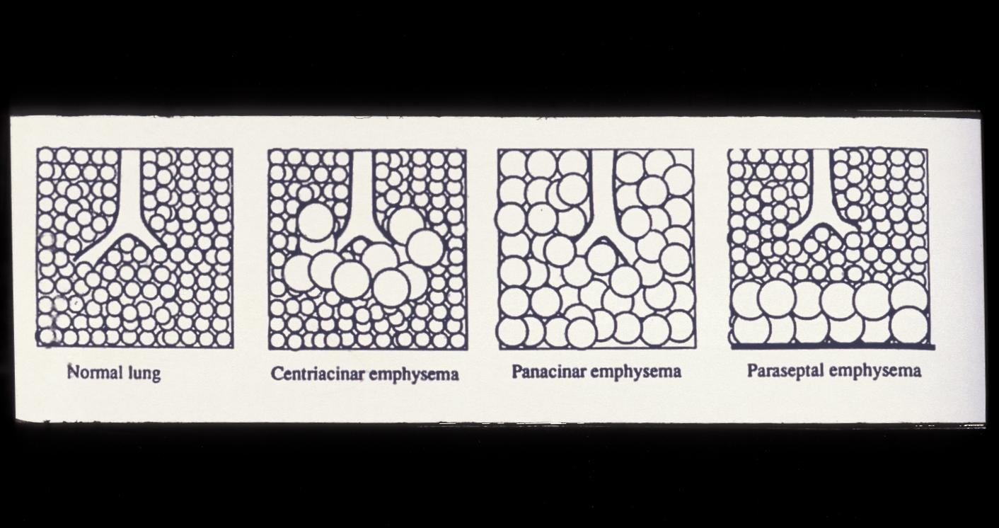 Normal lung
Centriacinar emphysema
Panacinar emphysema
Paraseptal emphysema